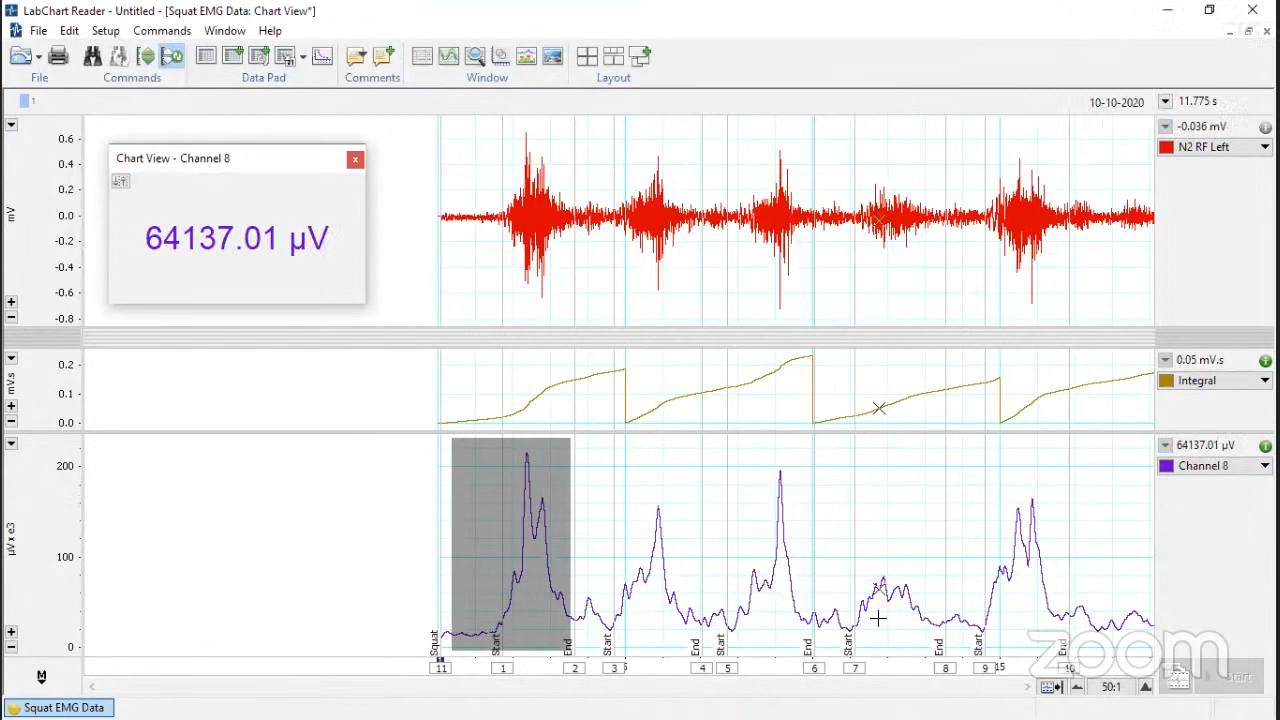 LabChart Reader - Untitled - [Squat EMG Data: Chart View*]
File Edit Setup Commands Window Help
File Commands Data Pad Comments Window Layout
1
10-10-2020 11.775 s
-0.036 mV
N2 RF Left
mV
0.6
0.4
0.2
0.0
-0.2
-0.4
-0.6
-0.8
Chart View - Channel 8
64137.01 µV
mV.s
0.2
0.1
0.0
0.05 mV.s
Integral
µV x e3
200
100
0
64137.01 µV
Channel 8
Squat Start End Start End Start End Start End Start End
11 1 2 3 4 5 6 7 8 9 15 10
M
50:1
Start
zoom
Squat EMG Data